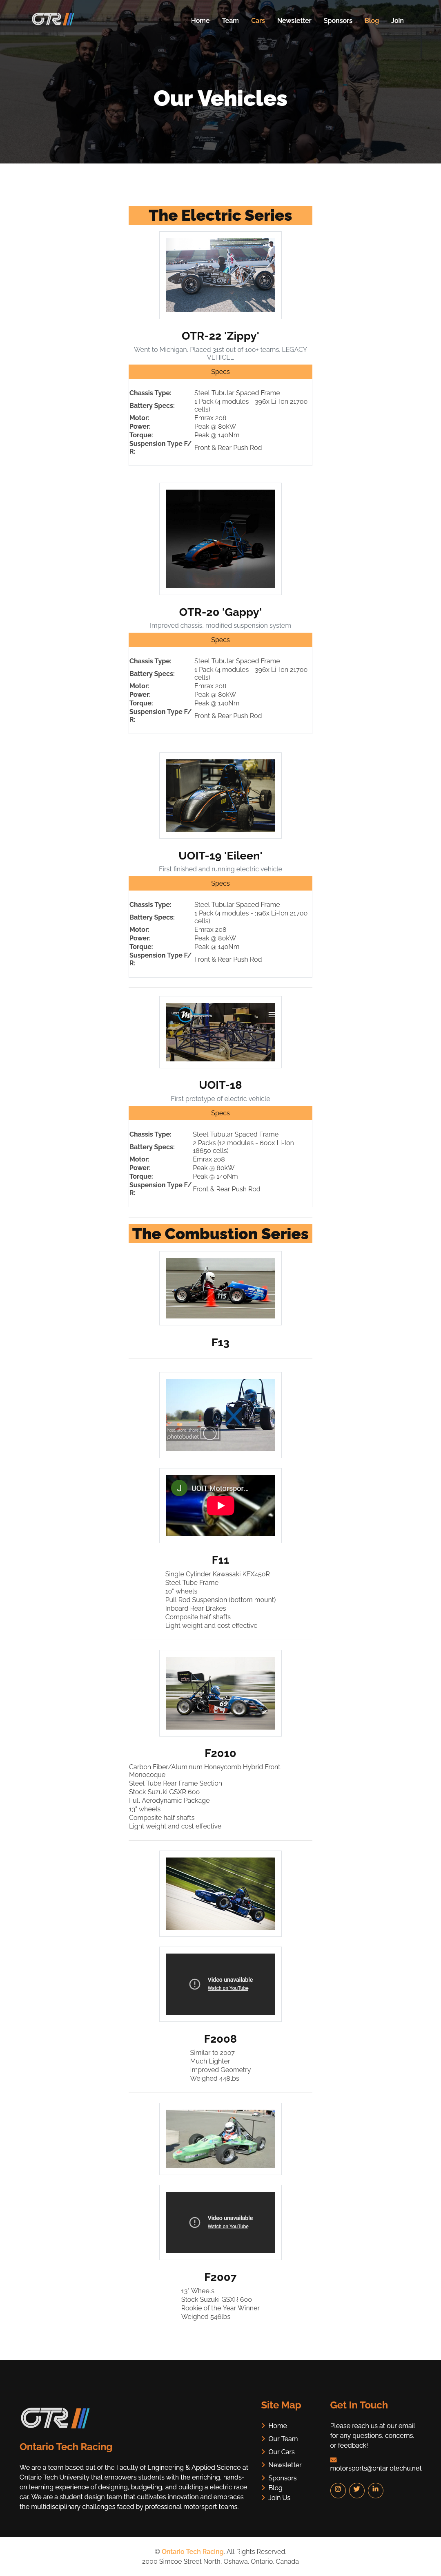 OTR
Home Team Cars Newsletter Sponsors Blog Join
Our Vehicles
The Electric Series
OTR-22 'Zippy'
Went to Michigan, Placed 31st out of 100+ teams. LEGACY
VEHICLE
Specs
Chassis Type: Steel Tubular Spaced Frame
Battery Specs: 1 Pack (4 modules - 396x Li-Ion 21700
cells)
Motor: Emrax 208
Power: Peak @ 80kW
Torque: Peak @ 140Nm
Suspension Type F/
R: Front & Rear Push Rod
OTR-20 'Gappy'
Improved chassis, modified suspension system
Specs
Chassis Type: Steel Tubular Spaced Frame
Battery Specs: 1 Pack (4 modules - 396x Li-Ion 21700
cells)
Motor: Emrax 208
Power: Peak @ 80kW
Torque: Peak @ 140Nm
Suspension Type F/
R: Front & Rear Push Rod
UOIT-19 'Eileen'
First finished and running electric vehicle
Specs
Chassis Type: Steel Tubular Spaced Frame
Battery Specs: 1 Pack (4 modules - 396x Li-Ion 21700
cells)
Motor: Emrax 208
Power: Peak @ 80kW
Torque: Peak @ 140Nm
Suspension Type F/
R: Front & Rear Push Rod
UOIT-18
First prototype of electric vehicle
Specs
Chassis Type: Steel Tubular Spaced Frame
Battery Specs: 2 Packs (12 modules - 600x Li-Ion
18650 cells)
Motor: Emrax 208
Power: Peak @ 80kW
Torque: Peak @ 140Nm
Suspension Type F/
R: Front & Rear Push Rod
The Combustion Series
115
F13
photobucket
J UOIT Motorspor...
F11
Single Cylinder Kawasaki KFX450R
Steel Tube Frame
10" wheels
Pull Rod Suspension (bottom mount)
Inboard Rear Brakes
Composite half shafts
Light weight and cost effective
F2010
Carbon Fiber/Aluminum Honeycomb Hybrid Front
Monocoque
Steel Tube Rear Frame Section
Stock Suzuki GSXR 600
Full Aerodynamic Package
13" wheels
Composite half shafts
Light weight and cost effective
Video unavailable
Watch on YouTube
F2008
Similar to 2007
Much Lighter
Improved Geometry
Weighed 448lbs
Video unavailable
Watch on YouTube
F2007
13" Wheels
Stock Suzuki GSXR 600
Rookie of the Year Winner
Weighed 546lbs
OTR
Ontario Tech Racing
We are a team based out of the Faculty of Engineering & Applied Science at
Ontario Tech University that empowers students with the enriching, hands-
on learning experience of designing, budgeting, and building a electric race
car. We are a student design team that cultivates innovation and embraces
the multidisciplinary challenges faced by professional motorsport teams.
Site Map
Home
Our Team
Our Cars
Newsletter
Sponsors
Blog
Join Us
Get In Touch
Please reach us at our email
for any questions, concerns,
or feedback!
motorsports@ontariotechu.net
© Ontario Tech Racing, All Rights Reserved.
2000 Simcoe Street North, Oshawa, Ontario, Canada